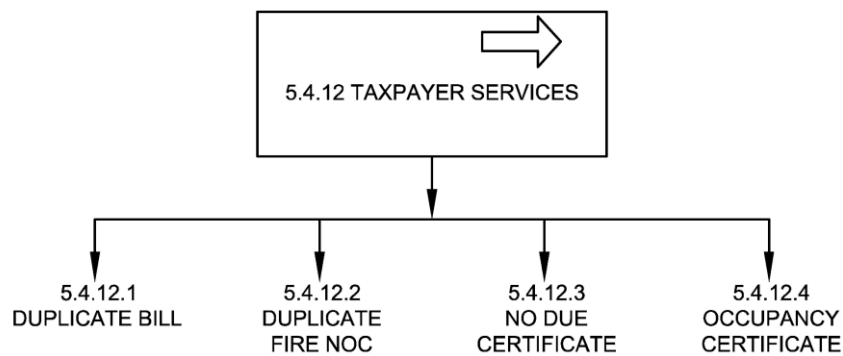 5.4.12 TAXPAYER SERVICES
5.4.12.1
DUPLICATE BILL
5.4.12.2
DUPLICATE
FIRE NOC
5.4.12.3
NO DUE
CERTIFICATE
5.4.12.4
OCCUPANCY
CERTIFICATE